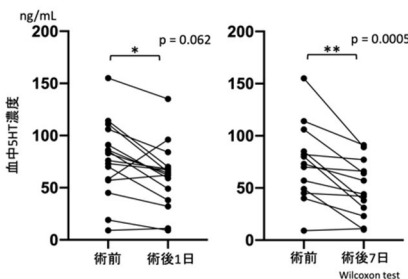 ng/mL
200
150
100
50
0
血中5HT濃度
*
p = 0.062
術前
術後1日
200
150
100
50
0
**
p = 0.0005
術前
術後7日
Wilcoxon test